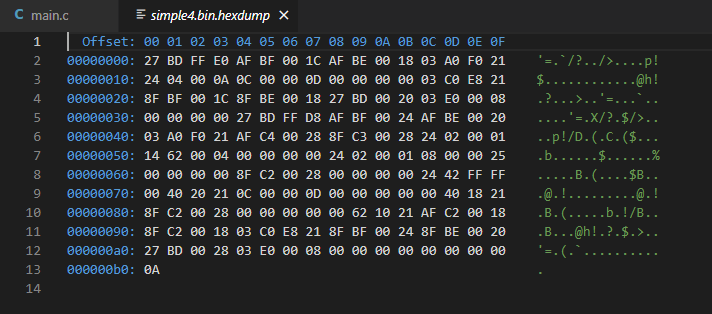 main.c
simple4.bin.hexdump
1 Offset: 00 01 02 03 04 05 06 07 08 09 0A 0B 0C 0D 0E 0F
2 00000000: 27 BD FF E0 AF BF 00 1C AF BE 00 18 03 A0 F0 21 '=.`/?../>....p!
3 00000010: 24 04 00 0A 0C 00 00 0D 00 00 00 00 03 C0 E8 21 $............@h!
4 00000020: 8F BF 00 1C 8F BE 00 18 27 BD 00 20 03 E0 00 08 .?...>..'=...`..
5 00000030: 00 00 00 00 27 BD FF D8 AF BF 00 24 AF BE 00 20 ....'=.X/?.$/>..
6 00000040: 03 A0 F0 21 AF C4 00 28 8F C3 00 28 24 02 00 01 ..p!/D.(.C.($...
7 00000050: 14 62 00 04 00 00 00 00 24 02 00 01 08 00 00 25 .b......$......%
8 00000060: 00 00 00 00 8F C2 00 28 00 00 00 00 24 42 FF FF .....B.(....$B..
9 00000070: 00 40 20 21 0C 00 00 0D 00 00 00 00 00 40 18 21 .@.!.........@.!
10 00000080: 8F C2 00 28 00 00 00 00 00 62 10 21 AF C2 00 18 .B.(.....b.!/B..
11 00000090: 8F C2 00 18 03 C0 E8 21 8F BF 00 24 8F BE 00 20 .B...@h!.?.$.>..
12 000000a0: 27 BD 00 28 03 E0 00 08 00 00 00 00 00 00 00 00 '=.(.`..........
13 000000b0: 0A .
14